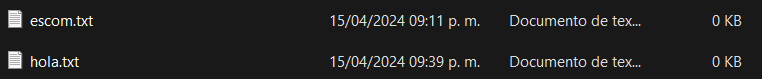 escom.txt 15/04/2024 09:11 p. m. Documento de tex... 0 KB
hola.txt 15/04/2024 09:39 p. m. Documento de tex... 0 KB